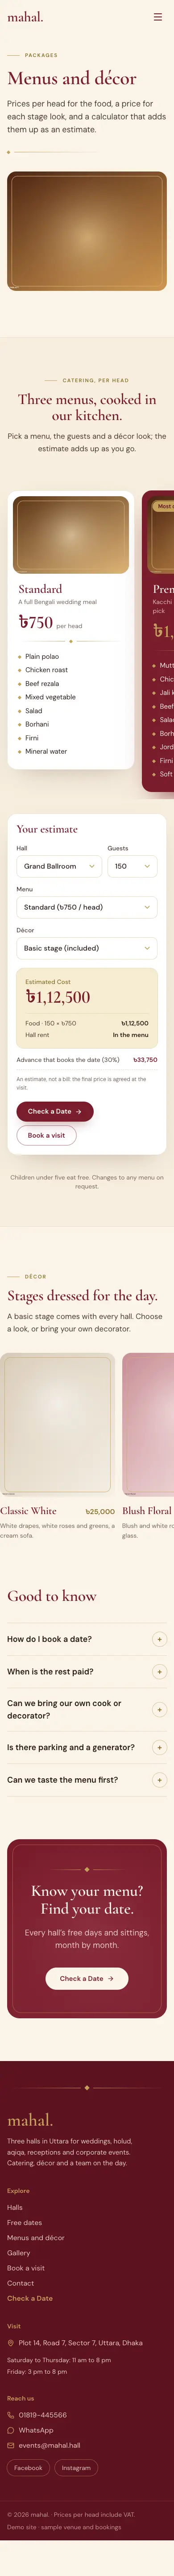 mahal.
PACKAGES
Menus and décor
Prices per head for the food, a price for
each stage look, and a calculator that adds
them up as an estimate.
CATERING, PER HEAD
Three menus, cooked in
our kitchen.
Pick a menu, the guests and a décor look; the
estimate adds up as you go.
Standard
A full Bengali wedding meal
৳750 per head
Plain polao
Chicken roast
Beef rezala
Mixed vegetable
Salad
Borhani
Firni
Mineral water
Most
Prem
Kacchi
pick
৳1,
Mutt
Chic
Jali k
Beef
Salad
Borh
Jord
Firni
Soft
Your estimate
Hall
Guests
Grand Ballroom
150
Menu
Standard (৳750 / head)
Décor
Basic stage (included)
Estimated Cost
৳1,12,500
Food · 150 × ৳750
৳1,12,500
Hall rent
In the menu
Advance that books the date (30%)
৳33,750
An estimate, not a bill: the final price is agreed at the
visit.
Check a Date
Book a visit
Children under five eat free. Changes to any menu on
request.
DÉCOR
Stages dressed for the day.
A basic stage comes with every hall. Choose
a look, or bring your own decorator.
Classic White
৳25,000
White drapes, white roses and greens, a
cream sofa.
Blush Floral
Blush and white ro
glass.
Good to know
How do I book a date?
When is the rest paid?
Can we bring our own cook or
decorator?
Is there parking and a generator?
Can we taste the menu first?
Know your menu?
Find your date.
Every hall's free days and sittings,
month by month.
Check a Date
mahal.
Three halls in Uttara for weddings, holud,
aqiqa, receptions and corporate events.
Catering, décor and a team on the day.
Explore
Halls
Free dates
Menus and décor
Gallery
Book a visit
Contact
Check a Date
Visit
Plot 14, Road 7, Sector 7, Uttara, Dhaka
Saturday to Thursday: 11 am to 8 pm
Friday: 3 pm to 8 pm
Reach us
01819-445566
WhatsApp
events@mahal.hall
Facebook
Instagram
© 2026 mahal. · Prices per head include VAT.
Demo site · sample venue and bookings